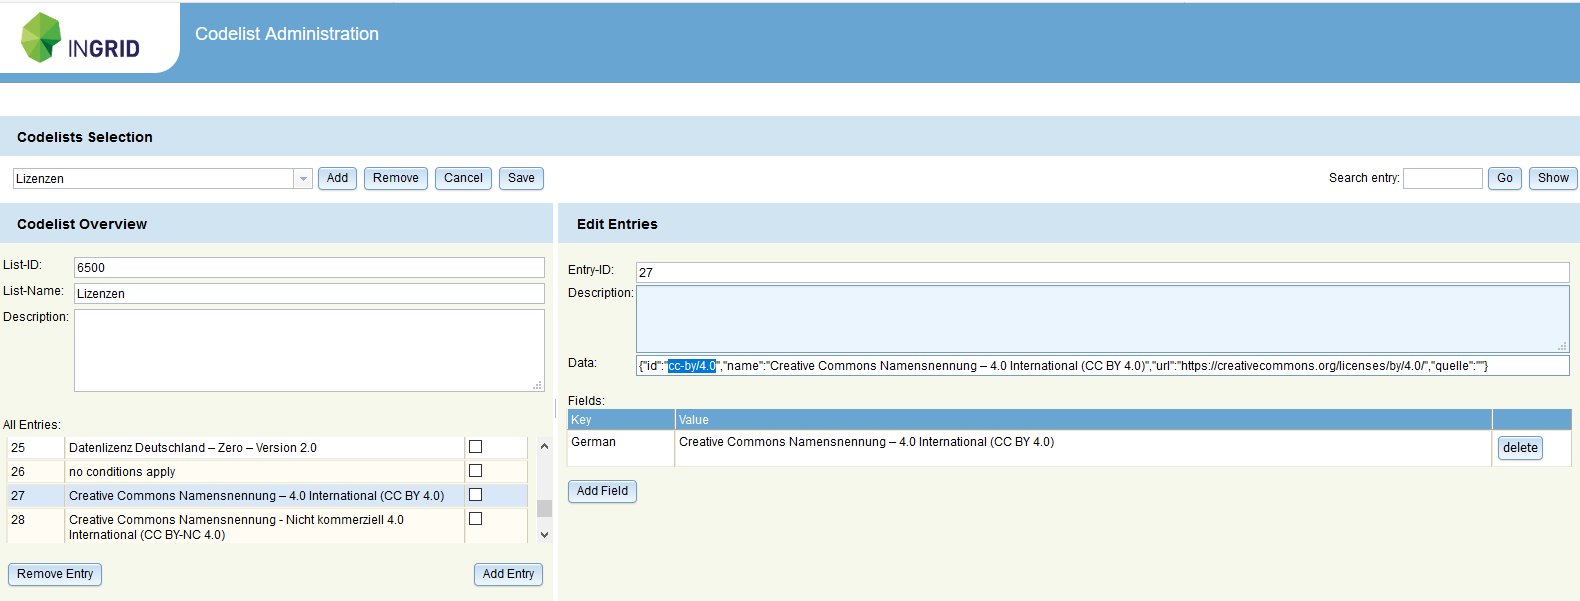 INGRID
Codelist Administration
Codelists Selection
Lizenzen
Add
Remove
Cancel
Save
Search entry:
Go
Show
Codelist Overview
List-ID:
6500
List-Name:
Lizenzen
Description:
All Entries:
25 Datenlizenz Deutschland – Zero – Version 2.0
26 no conditions apply
27 Creative Commons Namensnennung – 4.0 International (CC BY 4.0)
28 Creative Commons Namensnennung - Nicht kommerziell 4.0
International (CC BY-NC 4.0)
Remove Entry
Add Entry
Edit Entries
Entry-ID:
27
Description:
Data:
{"id":"cc-by/4.0","name":"Creative Commons Namensnennung – 4.0 International (CC BY 4.0)","url":"https://creativecommons.org/licenses/by/4.0/","quelle":""}
Fields:
Key Value
German Creative Commons Namensnennung – 4.0 International (CC BY 4.0)
delete
Add Field